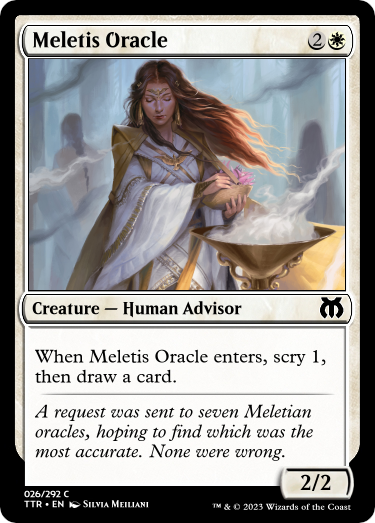 Meletis Oracle 2
Creature — Human Advisor
When Meletis Oracle enters, scry 1,
then draw a card.
A request was sent to seven Meletian
oracles, hoping to find which was the
most accurate. None were wrong.
2/2
026/292 C
TTR • EN Silvia Meiliani
™ & © 2023 Wizards of the Coast